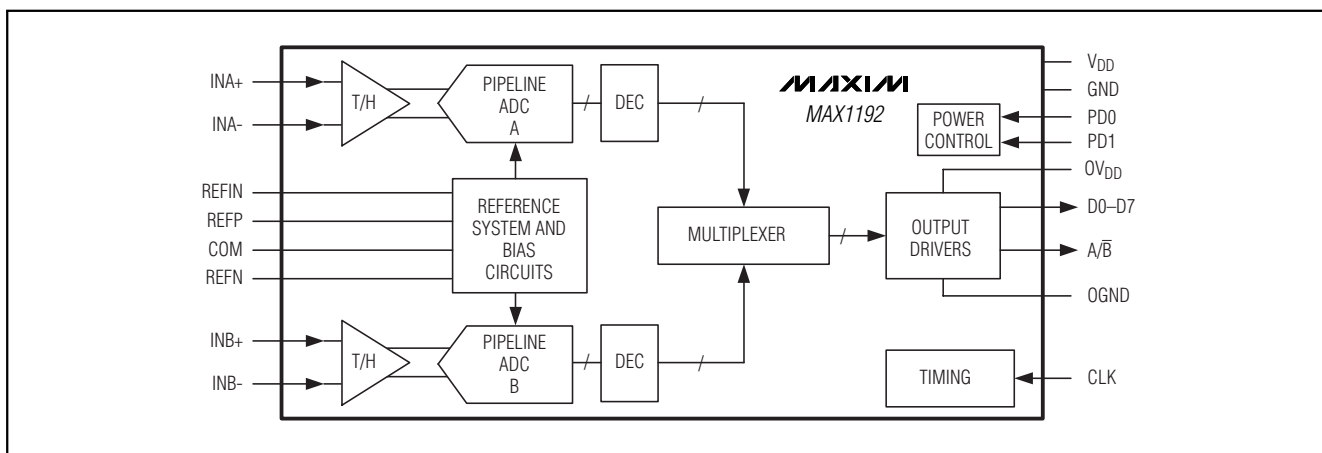 INA+
INA-
T/H
PIPELINE
ADC
A
DEC
MAXIM
MAX1192
POWER
CONTROL
VDD
GND
PD0
PD1
REFIN
REFP
COM
REFN
REFERENCE
SYSTEM AND
BIAS
CIRCUITS
MULTIPLEXER
OUTPUT
DRIVERS
OVDD
D0–D7
A/B̅
OGND
INB+
INB-
T/H
PIPELINE
ADC
B
DEC
TIMING
CLK